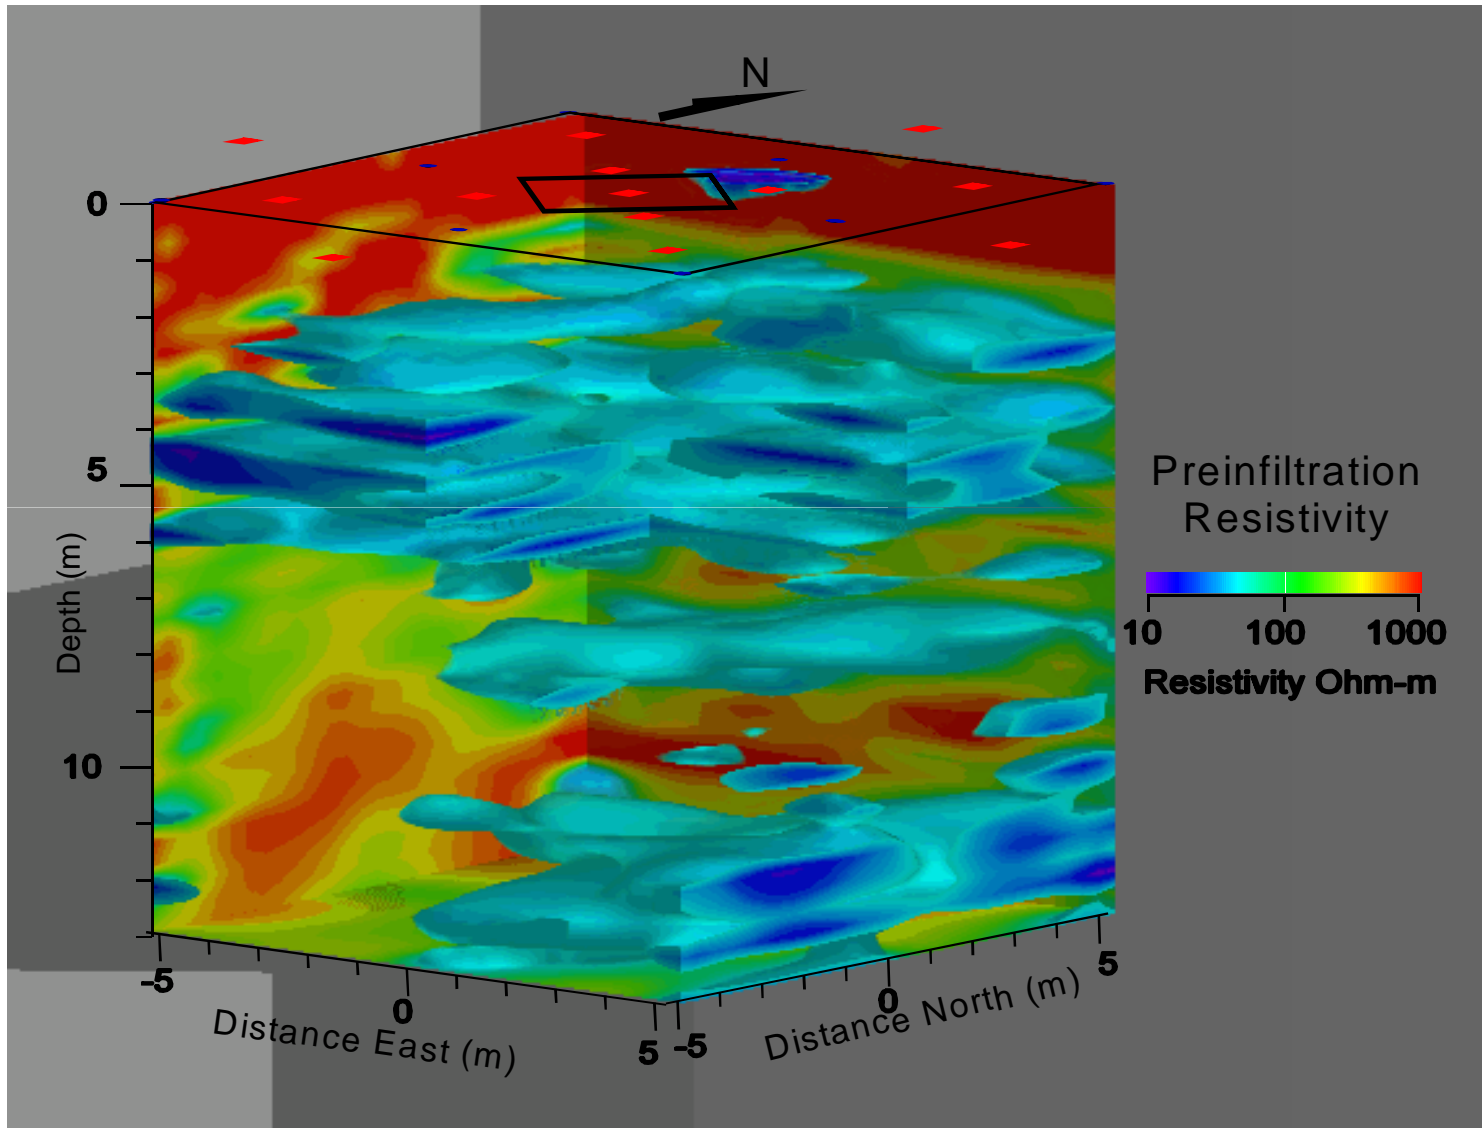 N
0
5
10
Depth (m)
Preinfiltration
Resistivity
10 100 1000
Resistivity Ohm-m
-5 0 5
Distance East (m)
-5 0 5
Distance North (m)